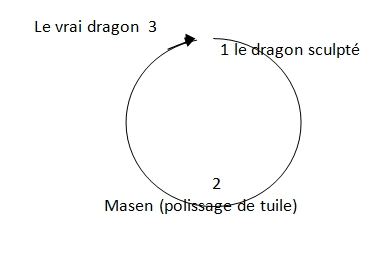 Le vrai dragon 3
1 le dragon sculpté
2
Masen (polissage de tuile)